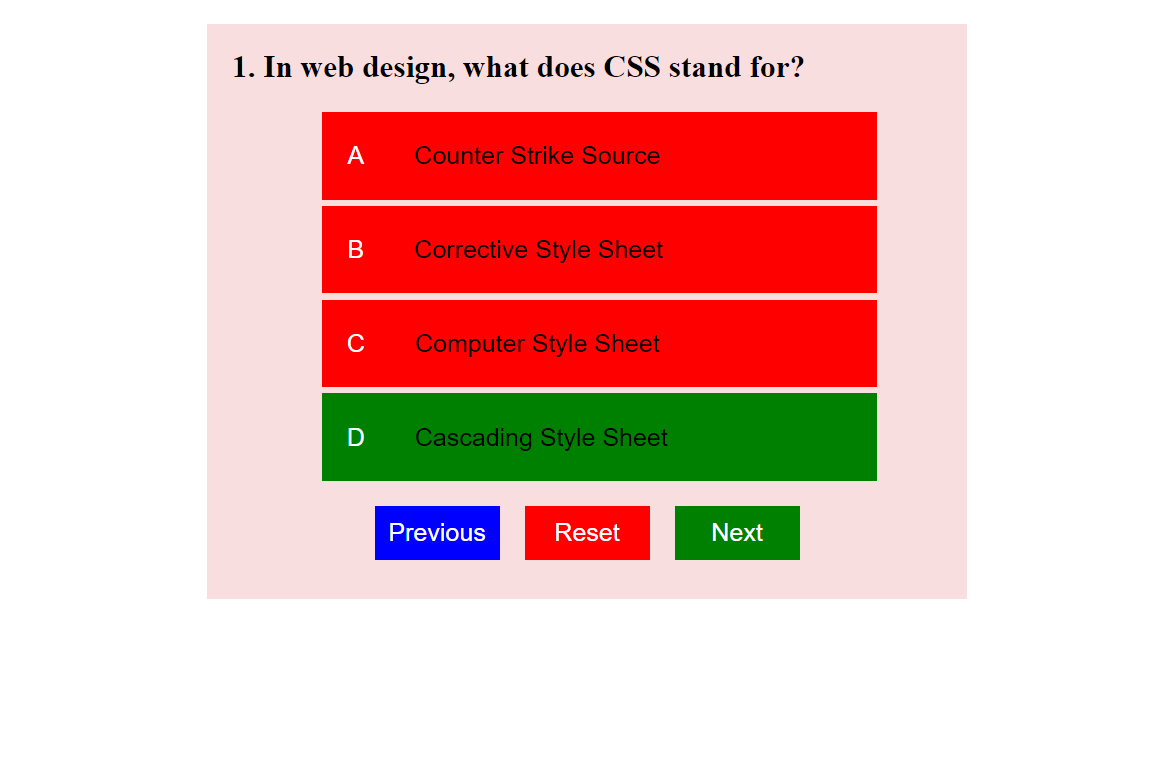 1. In web design, what does CSS stand for?
A Counter Strike Source
B Corrective Style Sheet
C Computer Style Sheet
D Cascading Style Sheet
Previous Reset Next